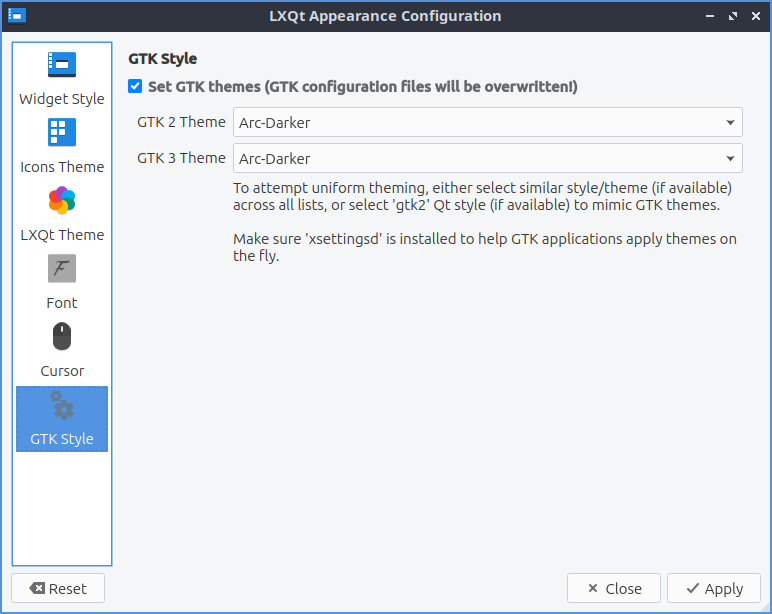 LXQt Appearance Configuration
Widget Style
Icons Theme
LXQt Theme
Font
Cursor
GTK Style
GTK Style
Set GTK themes (GTK configuration files will be overwritten!)
GTK 2 Theme Arc-Darker
GTK 3 Theme Arc-Darker
To attempt uniform theming, either select similar style/theme (if available)
across all lists, or select 'gtk2' Qt style (if available) to mimic GTK themes.
Make sure 'xsettingsd' is installed to help GTK applications apply themes on
the fly.
Reset
Close
Apply